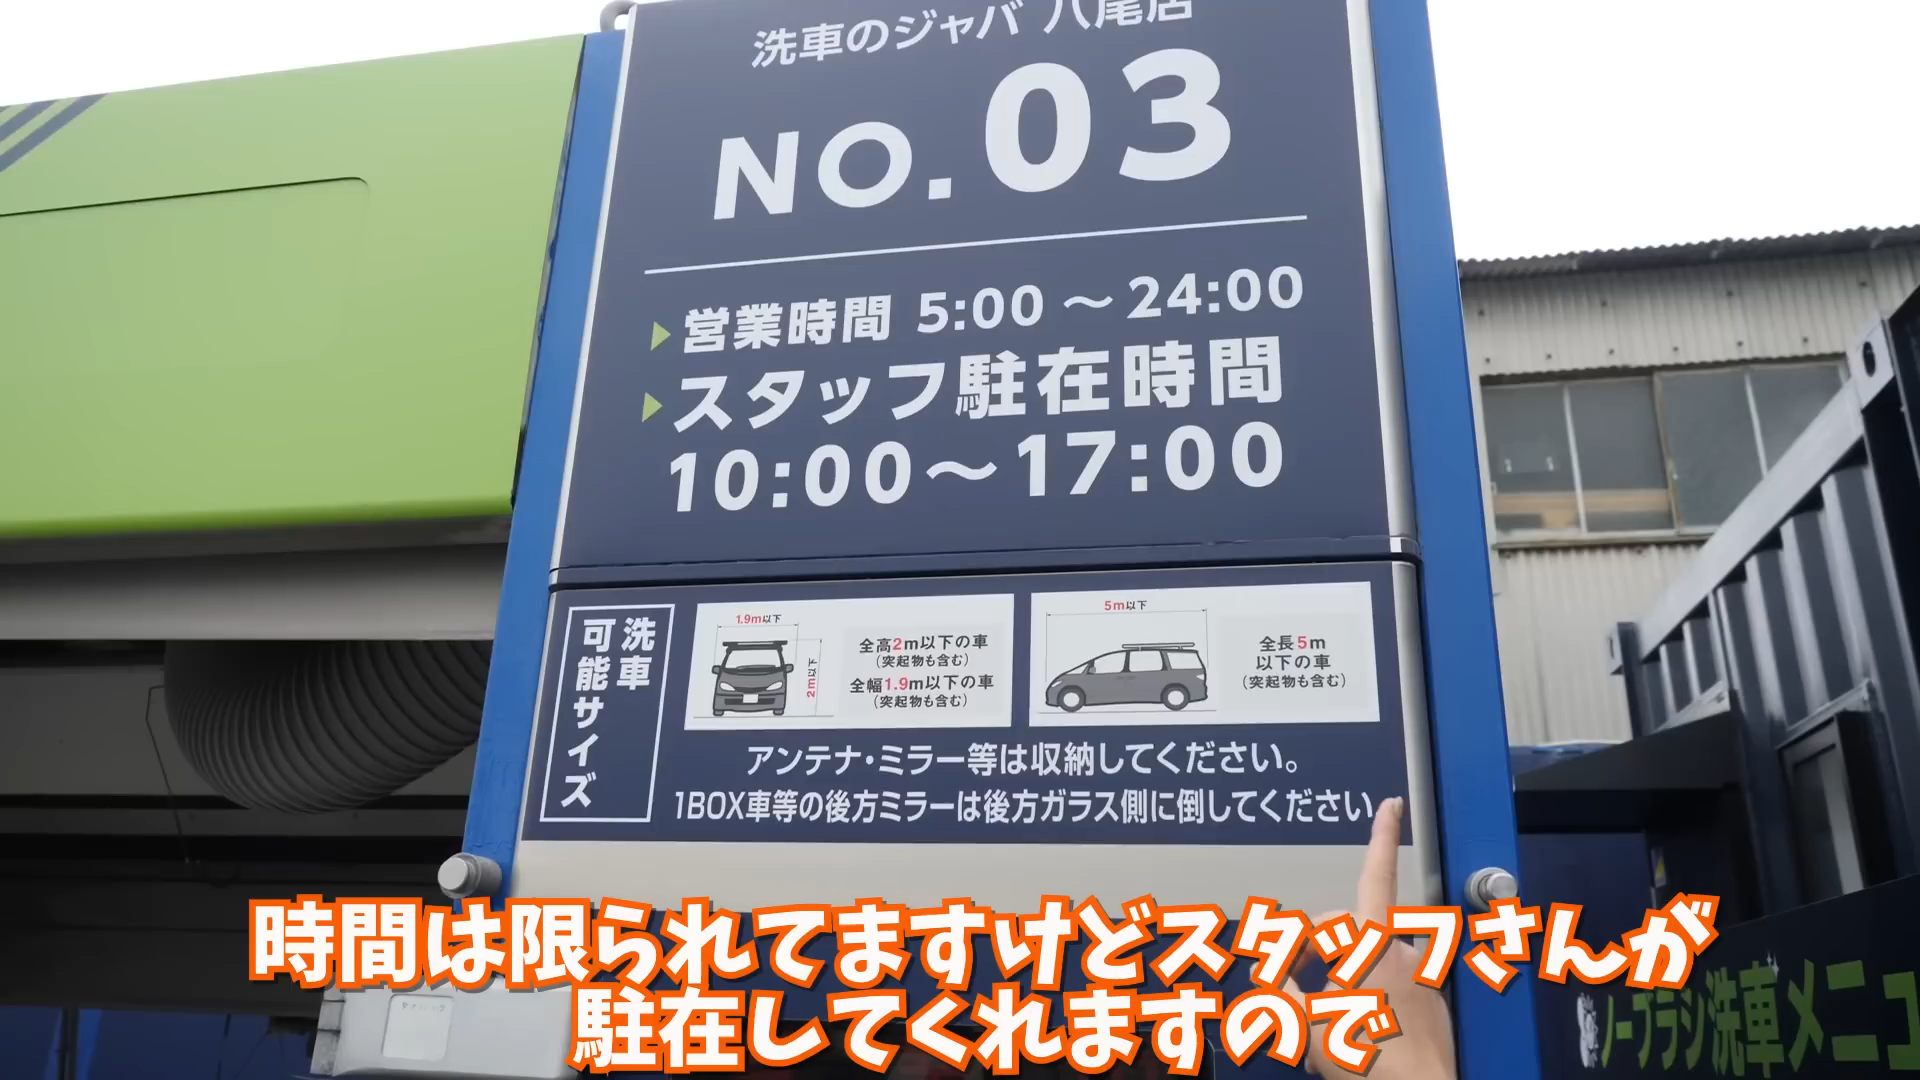 洗車のジャバ 八尾店
NO.03
営業時間 5:00 ～24:00
スタッフ駐在時間
10:00～17:00
洗車
可能サイズ
1.9m以下
2m以下
全高2m以下の車
(突起物も含む)
全幅1.9m以下の車
(突起物も含む)
5m以下
全長5m
以下の車
(突起物も含む)
アンテナ・ミラー等は収納してください。
1BOX車等の後方ミラーは後方ガラス側に倒してください
時間は限られてますけどスタッフさんが
駐在してくれますので
ノーブラシ洗車メニュ